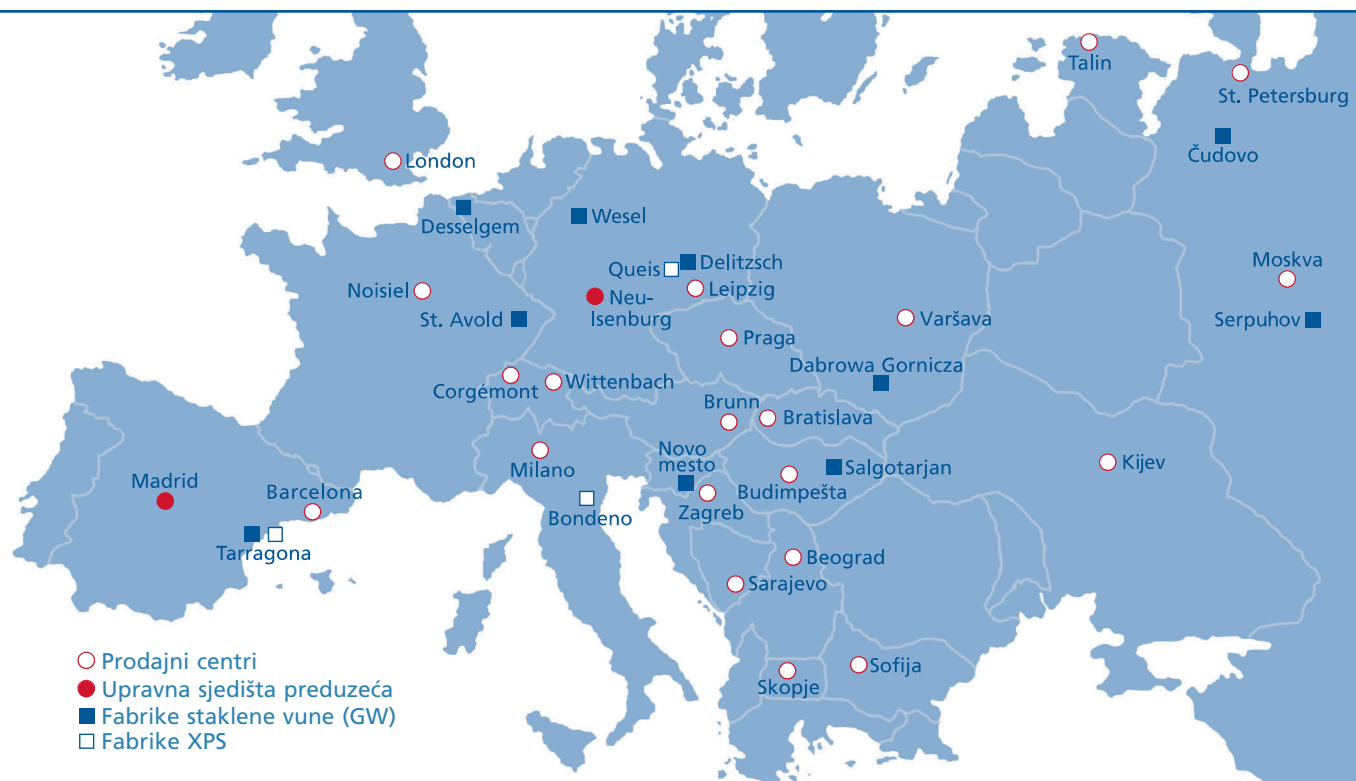 Talin
St. Petersburg
Čudovo
London
Desselgem
Wesel
Queis
Delitzsch
Leipzig
Moskva
Noisiel
Neu-
Isenburg
St. Avold
Varšava
Serpuhov
Praga
Dabrowa Gornicza
Corgémont
Wittenbach
Brunn
Bratislava
Milano
Novo
mesto
Salgotarjan
Kijev
Madrid
Barcelona
Budimpešta
Zagreb
Bondeno
Tarragona
Beograd
Sarajevo
Sofija
Skopje
Prodajni centri
Upravna sjedišta preduzeća
Fabrike staklene vune (GW)
Fabrike XPS